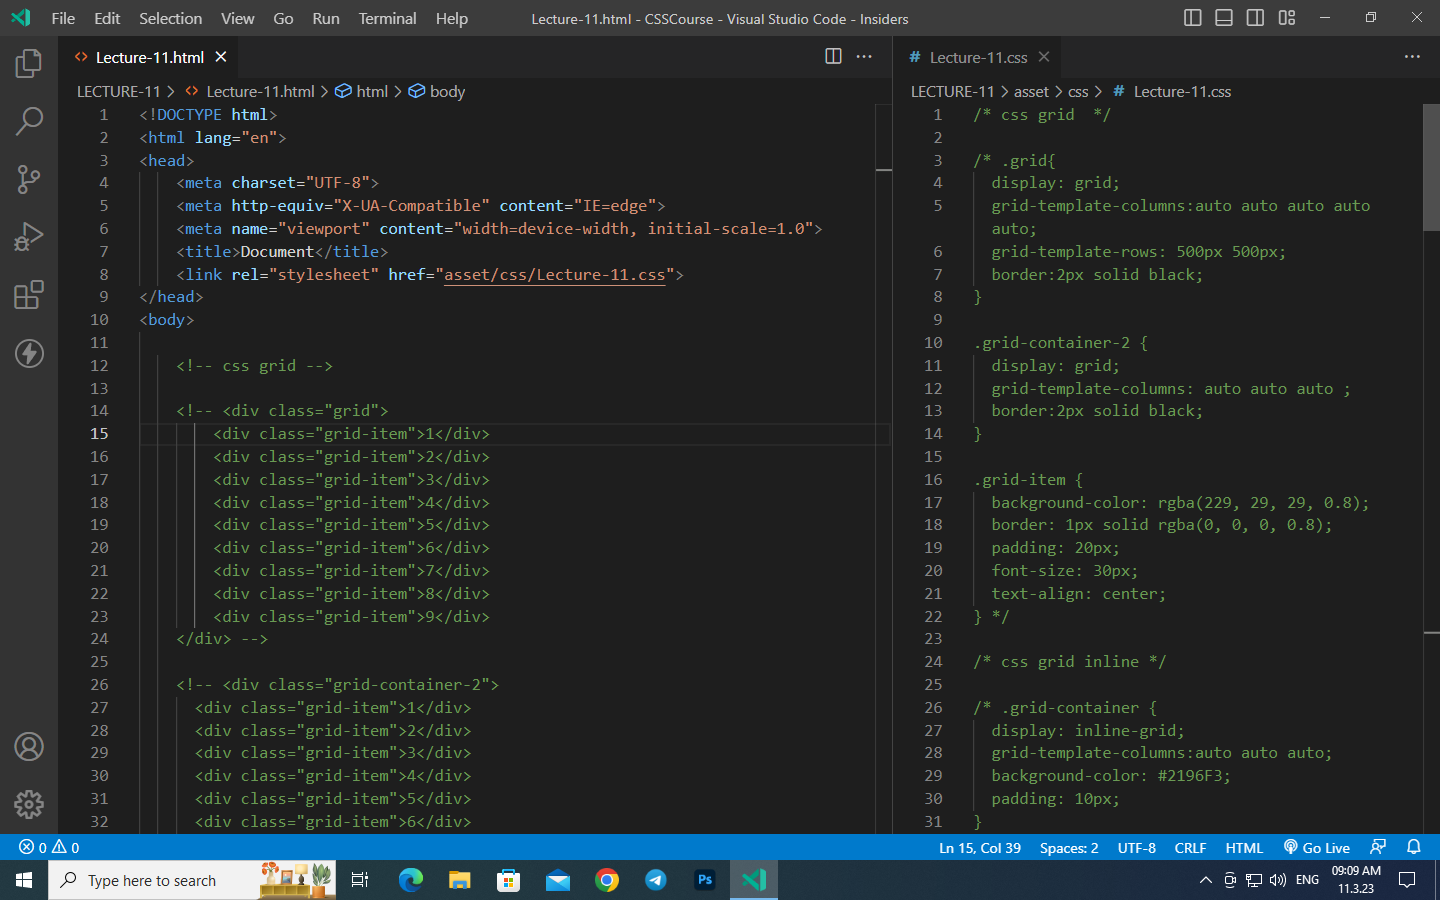 File Edit Selection View Go Run Terminal Help Lecture-11.html - CSSCourse - Visual Studio Code - Insiders
Lecture-11.html
LECTURE-11 > Lecture-11.html > html > body
1 <!DOCTYPE html>
2 <html lang="en">
3 <head>
4 <meta charset="UTF-8">
5 <meta http-equiv="X-UA-Compatible" content="IE=edge">
6 <meta name="viewport" content="width=device-width, initial-scale=1.0">
7 <title>Document</title>
8 <link rel="stylesheet" href="asset/css/Lecture-11.css">
9 </head>
10 <body>
11
12 <!-- css grid -->
13
14 <!-- <div class="grid">
15 <div class="grid-item">1</div>
16 <div class="grid-item">2</div>
17 <div class="grid-item">3</div>
18 <div class="grid-item">4</div>
19 <div class="grid-item">5</div>
20 <div class="grid-item">6</div>
21 <div class="grid-item">7</div>
22 <div class="grid-item">8</div>
23 <div class="grid-item">9</div>
24 </div> -->
25
26 <!-- <div class="grid-container-2">
27 <div class="grid-item">1</div>
28 <div class="grid-item">2</div>
29 <div class="grid-item">3</div>
30 <div class="grid-item">4</div>
31 <div class="grid-item">5</div>
32 <div class="grid-item">6</div>
# Lecture-11.css
LECTURE-11 > asset > css > # Lecture-11.css
1 /* css grid  */
2
3 /* .grid{
4 display: grid;
5 grid-template-columns:auto auto auto auto
auto;
6 grid-template-rows: 500px 500px;
7 border:2px solid black;
8 }
9
10 .grid-container-2 {
11 display: grid;
12 grid-template-columns: auto auto auto ;
13 border:2px solid black;
14 }
15
16 .grid-item {
17 background-color: rgba(229, 29, 29, 0.8);
18 border: 1px solid rgba(0, 0, 0, 0.8);
19 padding: 20px;
20 font-size: 30px;
21 text-align: center;
22 } */
23
24 /* css grid inline */
25
26 /* .grid-container {
27 display: inline-grid;
28 grid-template-columns:auto auto auto;
29 background-color: #2196F3;
30 padding: 10px;
31 }
0 0 Ln 15, Col 39 Spaces: 2 UTF-8 CRLF HTML Go Live
Type here to search Ps ENG 09:09 AM
11.3.23